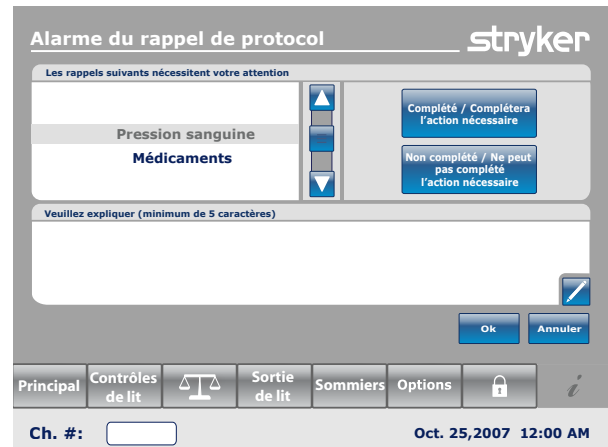 Alarme du rappel de protocol
stryker
Les rappels suivants nécessitent votre attention
Pression sanguine
Médicaments
Complété / Complétera
l'action nécessaire
Non complété / Ne peut
pas complété
l'action nécessaire
Veuillez expliquer (minimum de 5 caractères)
Ok
Annuler
Principal
Contrôles
de lit
Sortie
de lit
Sommiers
Options
i
Ch. #:
Oct. 25,2007 12:00 AM